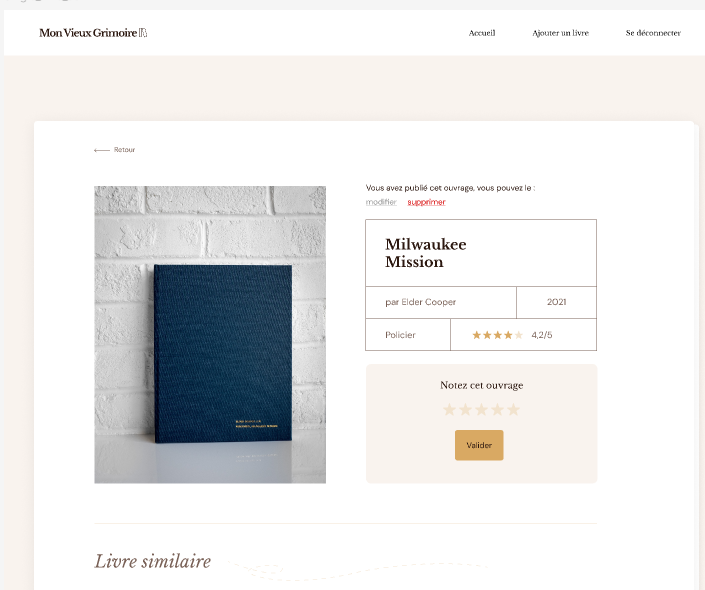 Mon Vieux Grimoire
Accueil Ajouter un livre Se déconnecter
Retour
Vous avez publié cet ouvrage, vous pouvez le :
modifier supprimer
Milwaukee
Mission
par Elder Cooper 2021
Policier 4,2/5
Notez cet ouvrage
Valider
Livre similaire